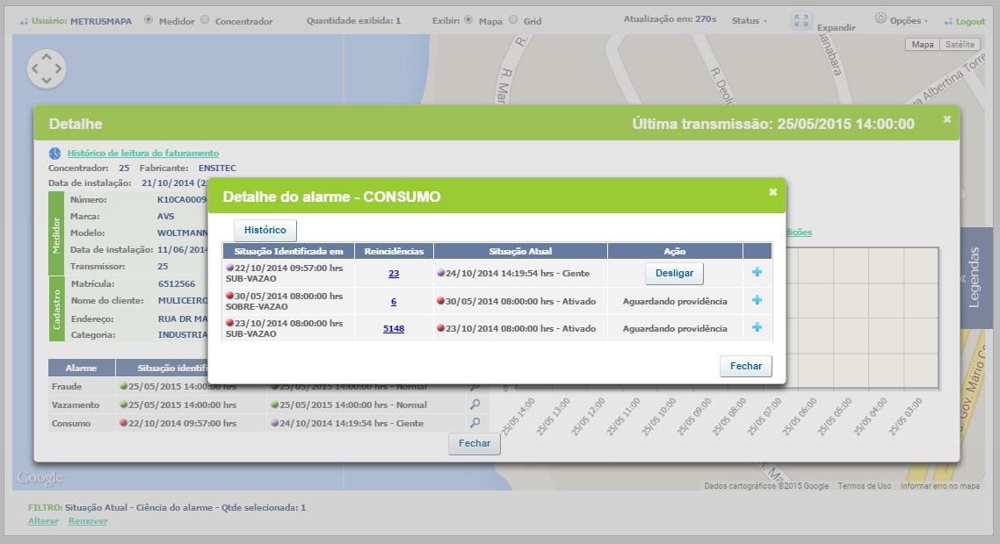 Usuário: METRUSMAPA Medidor Concentrador Quantidade exibida: 1 Exibir: Mapa Grid Atualização em: 270s Status Expandir Opções Logout
Mapa Satélite
R. Mar
R. Deoli
uanabara
va Albertina Torre
Detalhe Última transmissão: 25/05/2015 14:00:00
Histórico de leitura do faturamento
Concentrador: 25 Fabricante: ENSITEC
Data de instalação: 21/10/2014
Medidor
Número: K10CA0009
Marca: AVS
Modelo: WOLTMANN
Data de instalação: 11/06/2014
Transmissor: 25
Cadastro
Matrícula: 6512566
Nome do cliente: MULICEIRO
Endereço: RUA DR MA
Categoria: INDUSTRIA
dições
Legendas
Detalhe do alarme - CONSUMO
Histórico
Situação Identificada em Reincidências Situação Atual Ação
22/10/2014 09:57:00 hrs
SUB-VAZAO 23 24/10/2014 14:19:54 hrs - Ciente Desligar
30/05/2014 08:00:00 hrs
SOBRE-VAZAO 6 30/05/2014 08:00:00 hrs - Ativado Aguardando providência
23/10/2014 08:00:00 hrs
SUB-VAZAO 5148 23/10/2014 08:00:00 hrs - Ativado Aguardando providência
Fechar
Alarme Situação identifi
Fraude 25/05/2015 14:00:00 hrs 25/05/2015 14:00:00 hrs - Normal
Vazamento 25/05/2015 14:00:00 hrs 25/05/2015 14:00:00 hrs - Normal
Consumo 22/10/2014 09:57:00 hrs 24/10/2014 14:19:54 hrs - Ciente
0
25/05 14:00 25/05 13:00 25/05 12:00 25/05 11:00 25/05 10:00 25/05 09:00 25/05 08:00 25/05 07:00 25/05 06:00 25/05 05:00 25/05 04:00 25/05 03:00
Fechar
Gov. Mário Co
R. Ma
Google
Dados cartográficos ©2015 Google Termos de Uso Informar erro no mapa
FILTRO: Situação Atual - Ciência do alarme - Qtde selecionada: 1
Alterar Remover